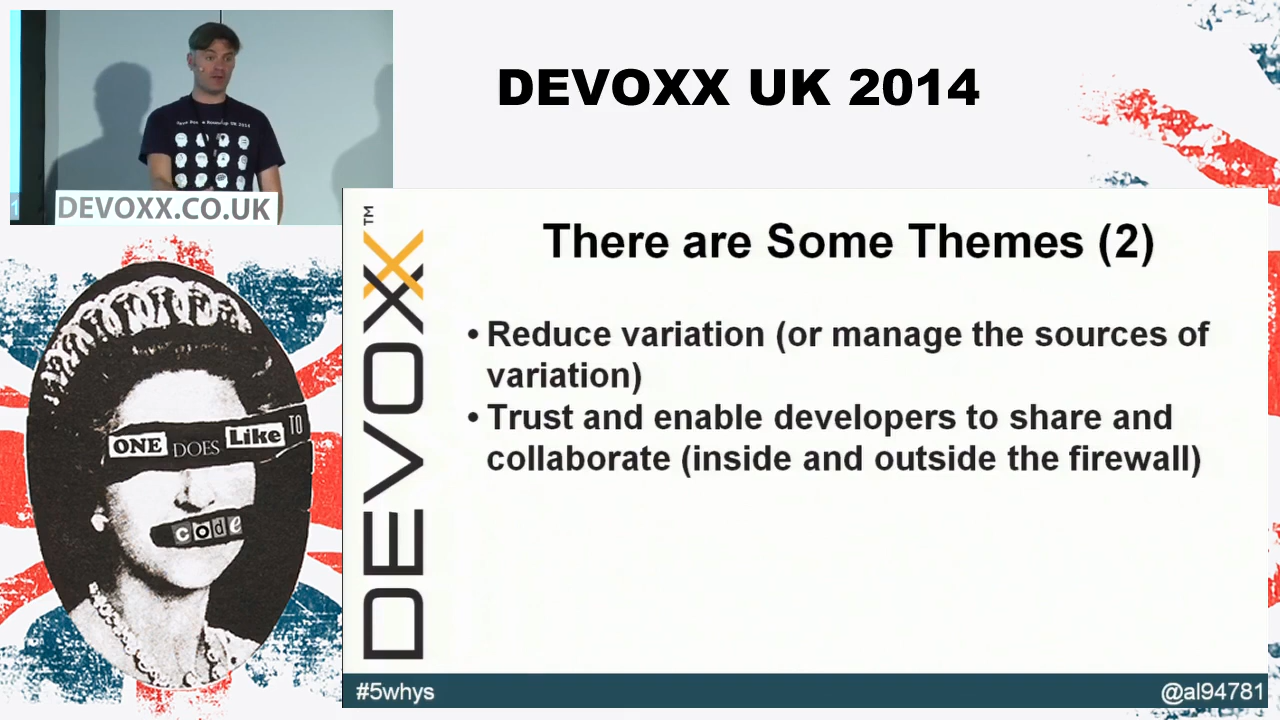 DEVOXX UK 2014
DEVOXX.CO.UK
DEVOXX™
There are Some Themes (2)
• Reduce variation (or manage the sources of
variation)
• Trust and enable developers to share and
collaborate (inside and outside the firewall)
ONE DOES Like TO
code
#5whys
@al94781